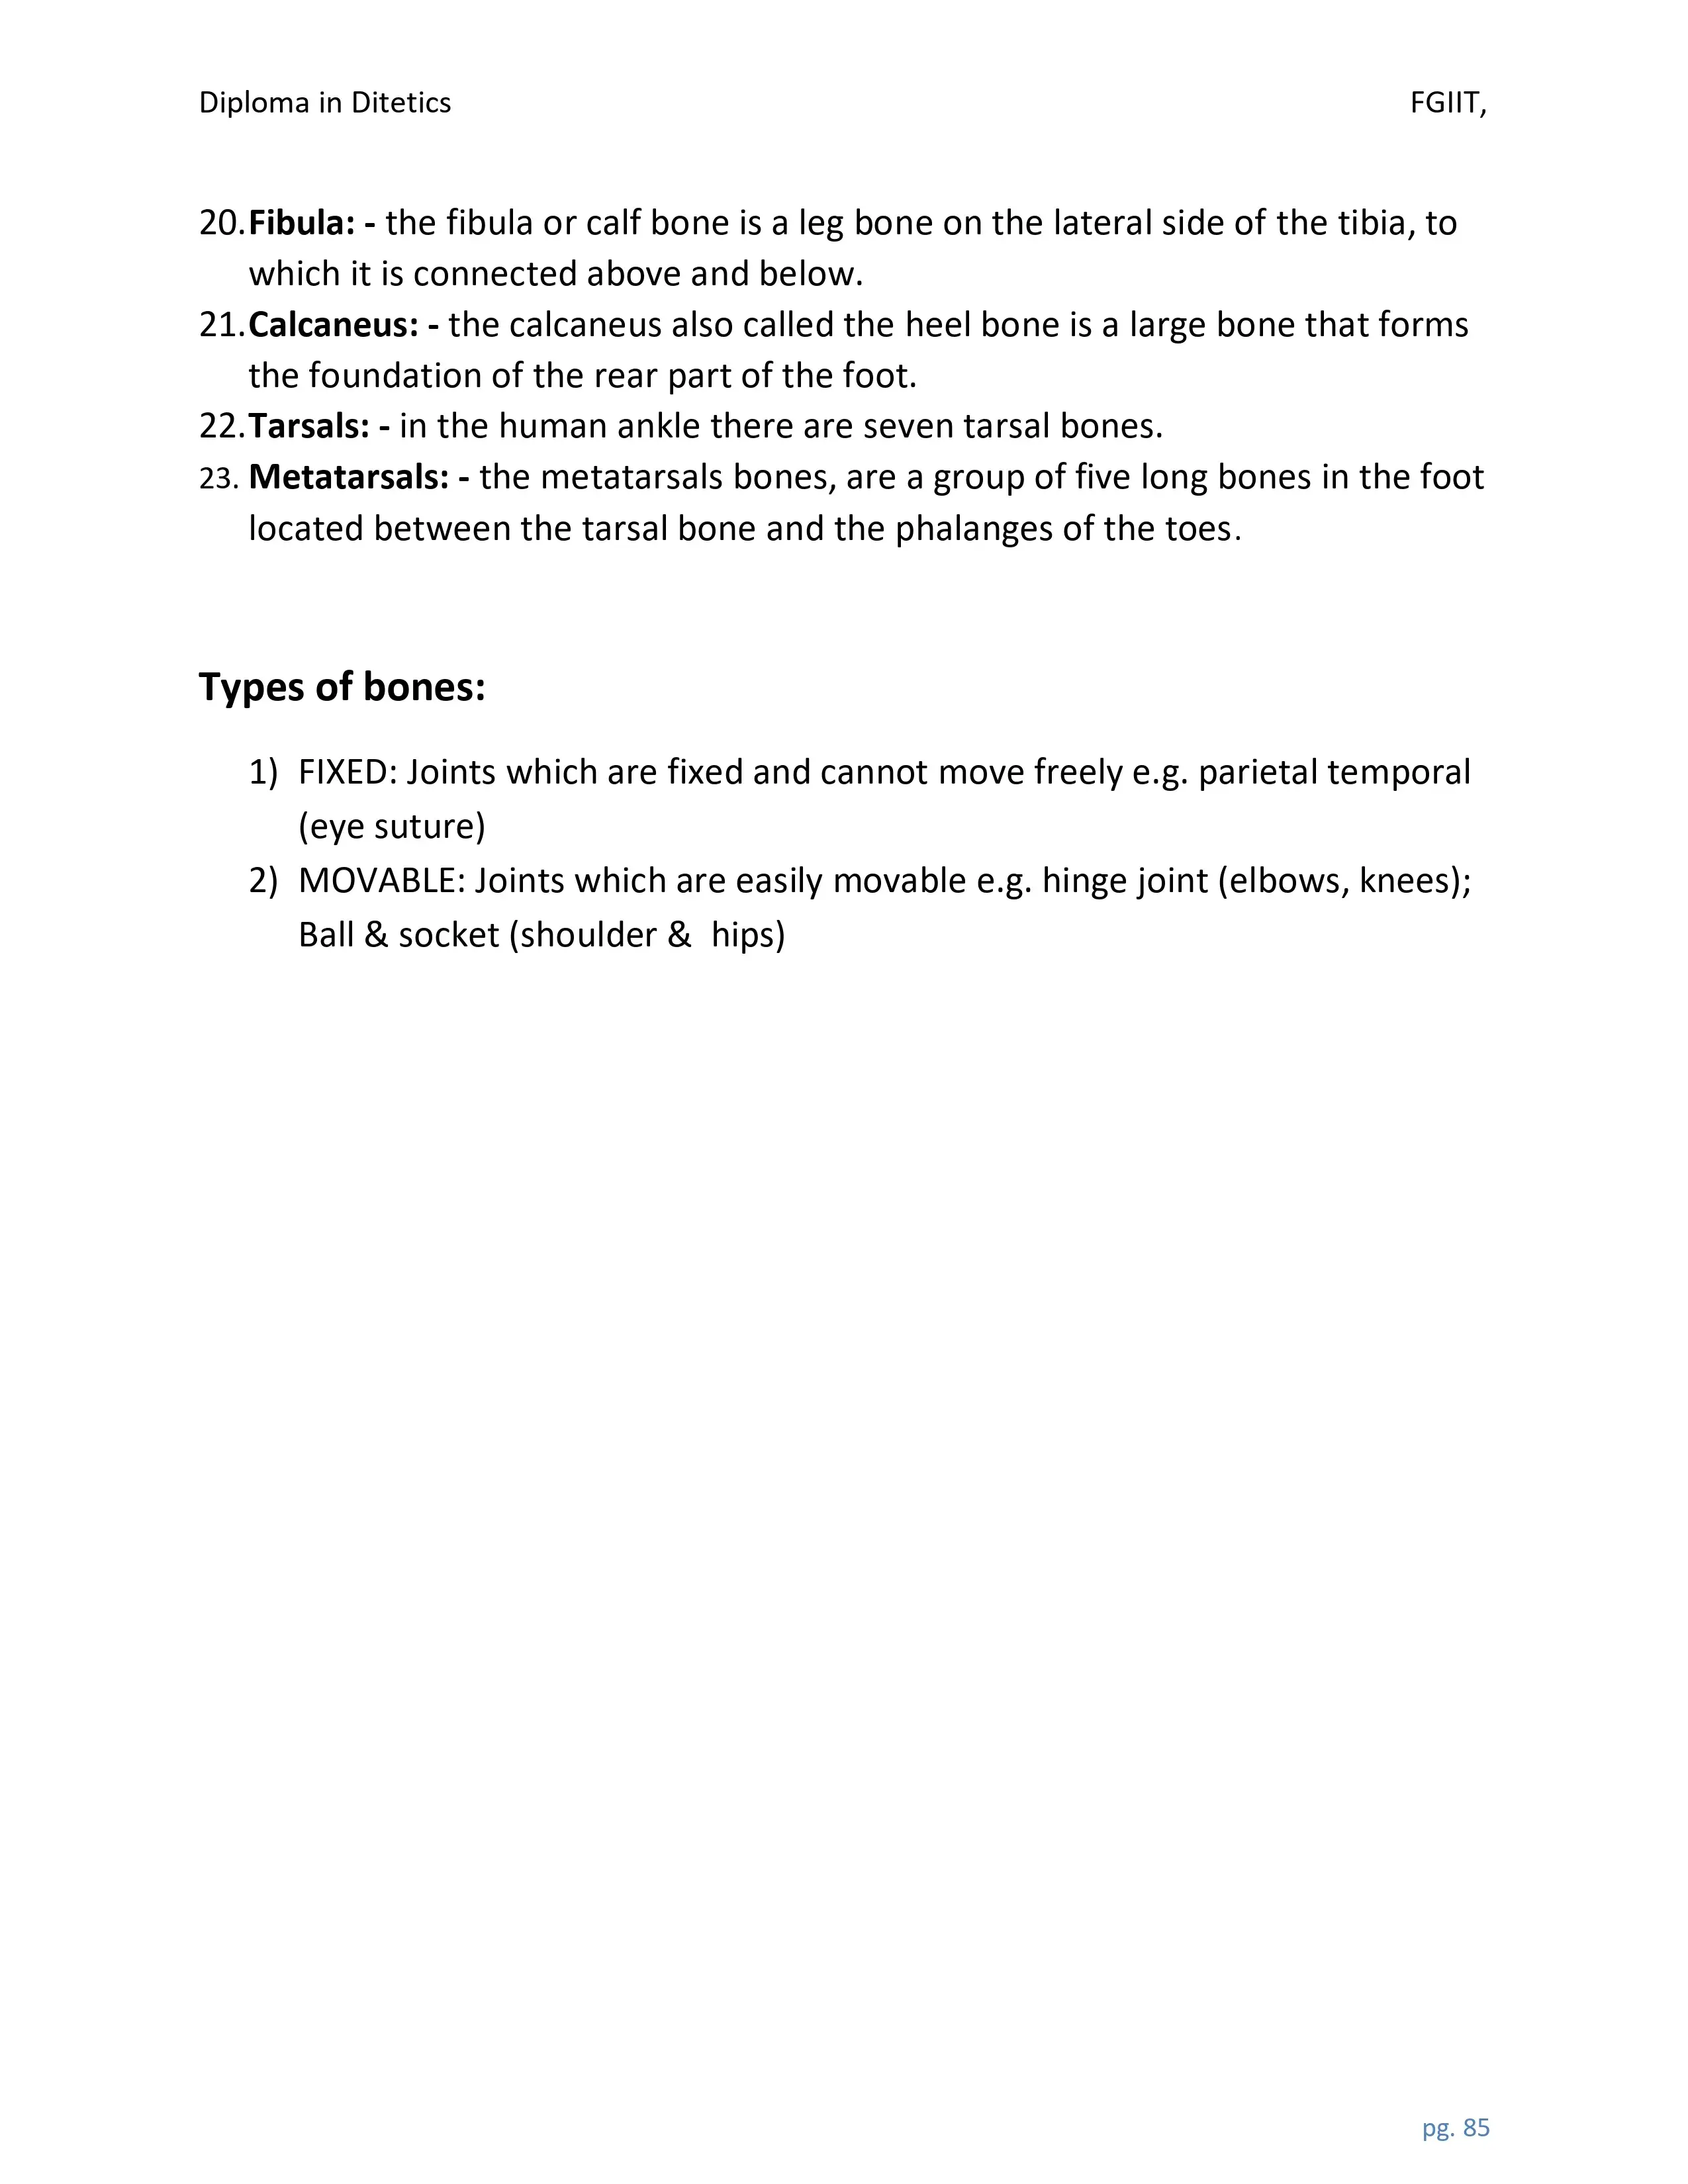 Diploma in Ditetics FGIIT,
20.Fibula: - the fibula or calf bone is a leg bone on the lateral side of the tibia, to
which it is connected above and below.
21.Calcaneus: - the calcaneus also called the heel bone is a large bone that forms
the foundation of the rear part of the foot.
22.Tarsals: - in the human ankle there are seven tarsal bones.
23. Metatarsals: - the metatarsals bones, are a group of five long bones in the foot
located between the tarsal bone and the phalanges of the toes.
Types of bones:
1) FIXED: Joints which are fixed and cannot move freely e.g. parietal temporal
(eye suture)
2) MOVABLE: Joints which are easily movable e.g. hinge joint (elbows, knees);
Ball & socket (shoulder &  hips)
pg. 85